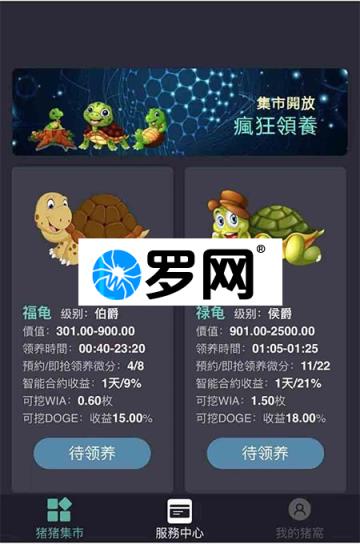 集市開放
瘋狂領養
罗网®
福龟 级别：伯爵
價值：301.00-900.00
领养時間：00:40-23:20
預約/即抢领养微分：4/8
智能合約收益：1天/9%
可挖WIA：0.60枚
可挖DOGE：收益15.00%
待领养
禄龟 级别：侯爵
價值：901.00-2500.00
领养時間：01:05-01:25
預約/即抢领养微分：11/22
智能合約收益：1天/21%
可挖WIA：1.50枚
可挖DOGE：收益18.00%
待领养
猪猪集市
服務中心
我的猪窩